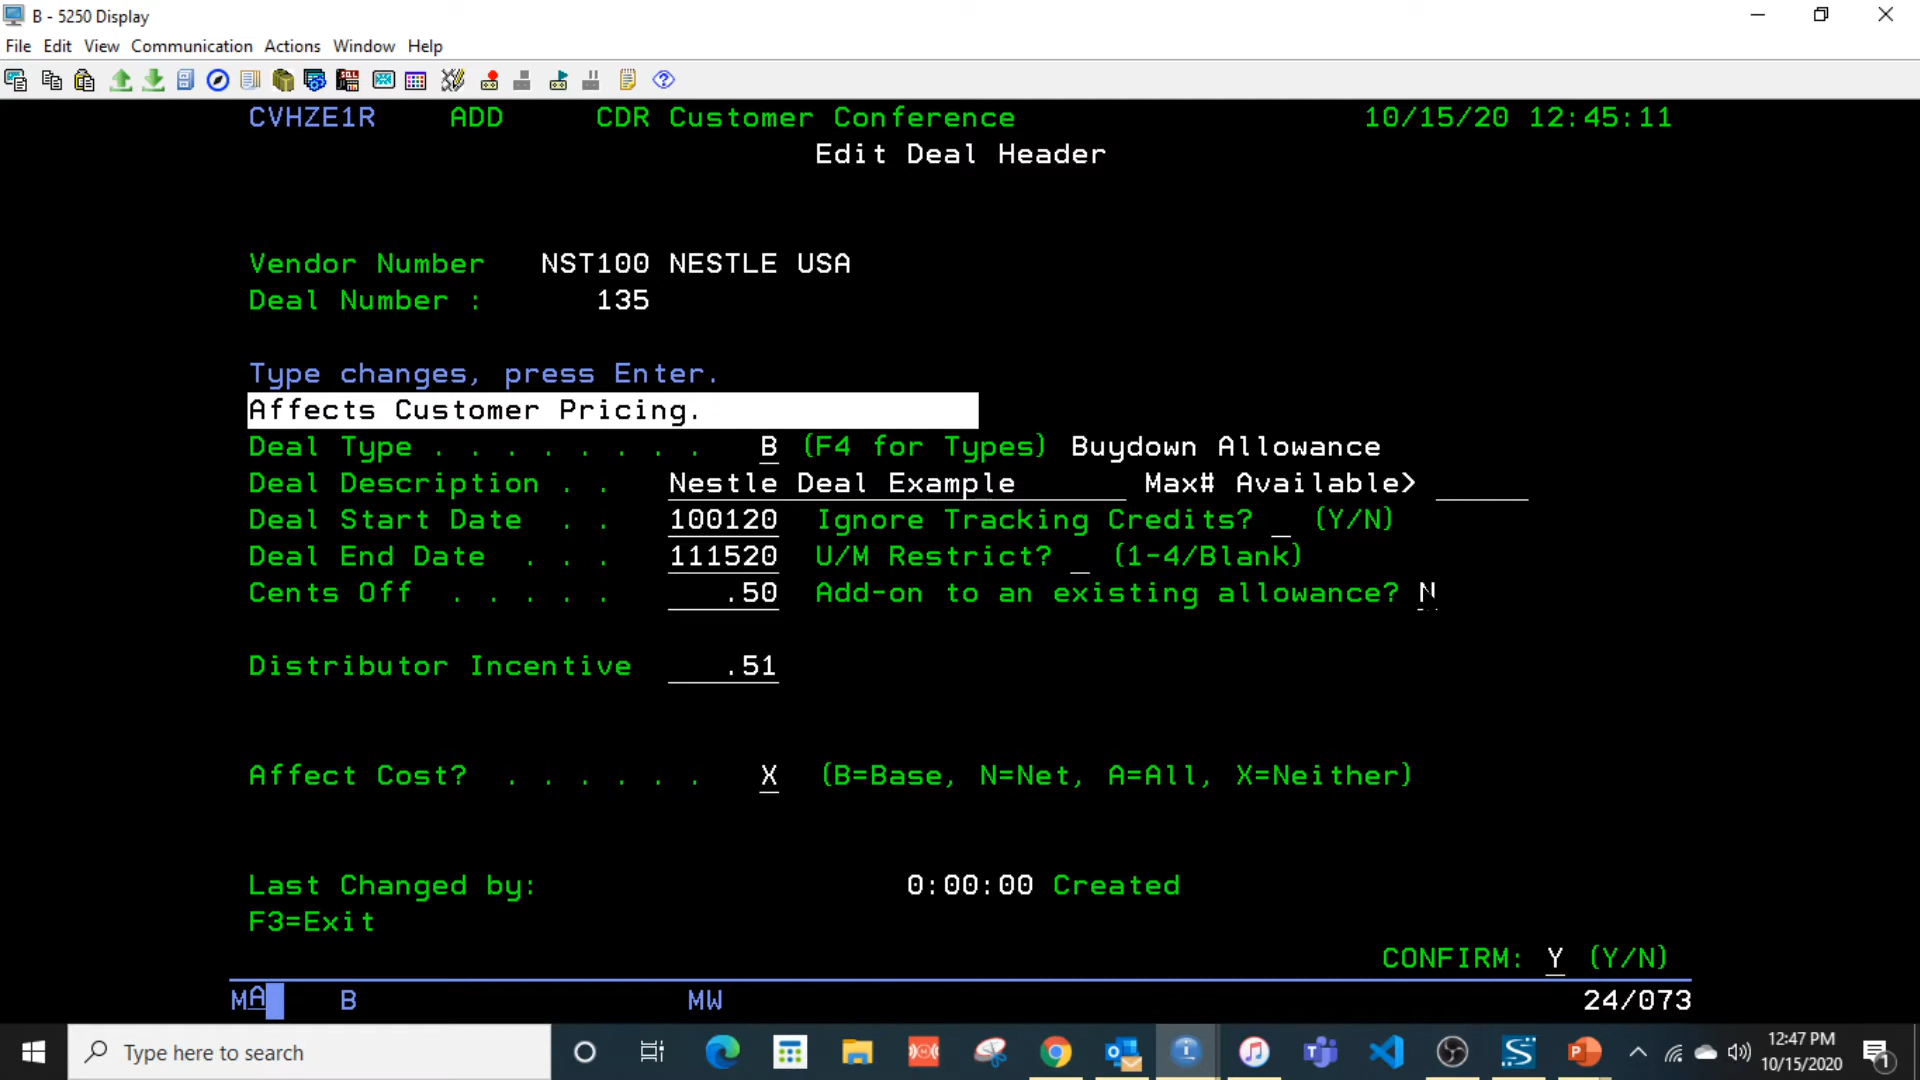 B - 5250 Display
File Edit View Communication Actions Window Help
CVHZE1R ADD CDR Customer Conference 10/15/20 12:45:11
Edit Deal Header
Vendor Number NST100 NESTLE USA
Deal Number : 135
Type changes, press Enter.
Affects Customer Pricing.
Deal Type . . . . . . . . B (F4 for Types) Buydown Allowance
Deal Description . . Nestle Deal Example Max# Available>
Deal Start Date . . 100120 Ignore Tracking Credits? _ (Y/N)
Deal End Date . . . 111520 U/M Restrict? _ (1-4/Blank)
Cents Off . . . . . .50 Add-on to an existing allowance? N
Distributor Incentive .51
Affect Cost? . . . . . . X (B=Base, N=Net, A=All, X=Neither)
Last Changed by: 0:00:00 Created
F3=Exit
CONFIRM: Y (Y/N)
MA B MW 24/073
Type here to search
12:47 PM
10/15/2020
1